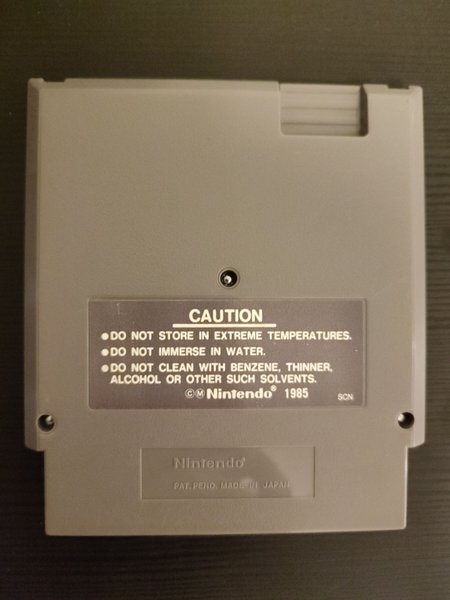 CAUTION
●DO NOT STORE IN EXTREME TEMPERATURES.
●DO NOT IMMERSE IN WATER.
●DO NOT CLEAN WITH BENZENE, THINNER,
ALCOHOL OR OTHER SUCH SOLVENTS.
©Ⓜ Nintendo® 1985 SCN
Nintendo®
PAT. PEND. MADE IN JAPAN